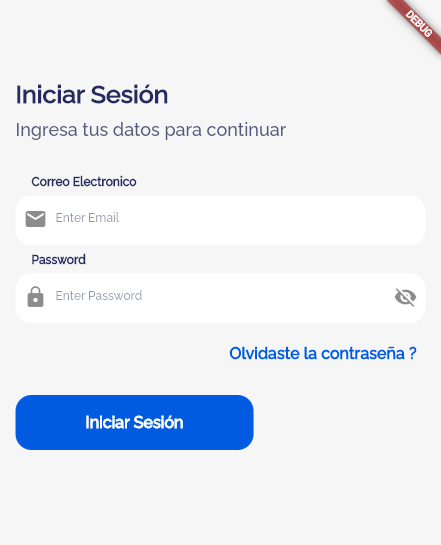 DEBUG
Iniciar Sesión
Ingresa tus datos para continuar
Correo Electronico
Enter Email
Password
Enter Password
Olvidaste la contraseña ?
Iniciar Sesión